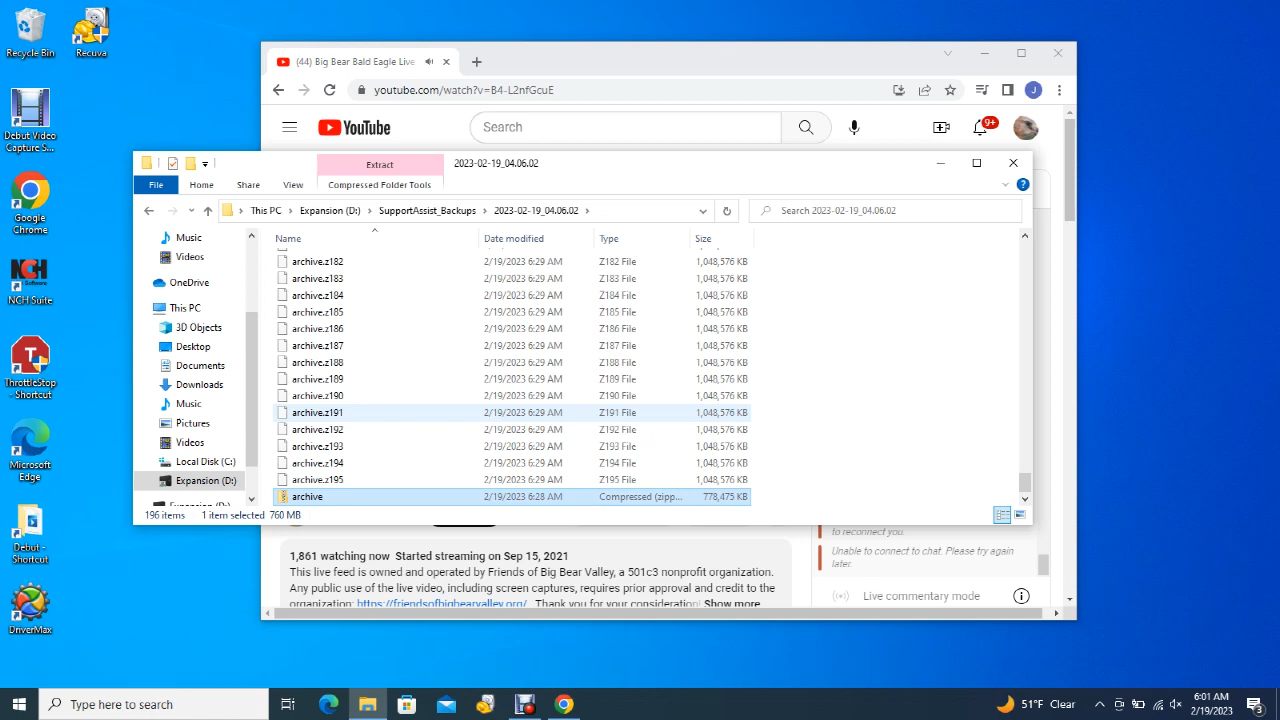 Recycle Bin
Recuva
Debut Video
Capture S...
Google
Chrome
NCH Suite
ThrottleStop
- Shortcut
Microsoft
Edge
Debut -
Shortcut
DriverMax
(44) Big Bear Bald Eagle Live
youtube.com/watch?v=B4-L2nfGcuE
J
YouTube
Search
9+
Extract
2023-02-19_04.06.02
File
Home
Share
View
Compressed Folder Tools
This PC > Expansion (D:) > SupportAssist_Backups > 2023-02-19_04.06.02 >
Search 2023-02-19_04.06.02
Music
Videos
OneDrive
This PC
3D Objects
Desktop
Documents
Downloads
Music
Pictures
Videos
Local Disk (C:)
Expansion (D:)
Name Date modified Type Size
archive.z182 2/19/2023 6:29 AM Z182 File 1,048,576 KB
archive.z183 2/19/2023 6:29 AM Z183 File 1,048,576 KB
archive.z184 2/19/2023 6:29 AM Z184 File 1,048,576 KB
archive.z185 2/19/2023 6:29 AM Z185 File 1,048,576 KB
archive.z186 2/19/2023 6:29 AM Z186 File 1,048,576 KB
archive.z187 2/19/2023 6:29 AM Z187 File 1,048,576 KB
archive.z188 2/19/2023 6:29 AM Z188 File 1,048,576 KB
archive.z189 2/19/2023 6:29 AM Z189 File 1,048,576 KB
archive.z190 2/19/2023 6:29 AM Z190 File 1,048,576 KB
archive.z191 2/19/2023 6:29 AM Z191 File 1,048,576 KB
archive.z192 2/19/2023 6:29 AM Z192 File 1,048,576 KB
archive.z193 2/19/2023 6:29 AM Z193 File 1,048,576 KB
archive.z194 2/19/2023 6:29 AM Z194 File 1,048,576 KB
archive.z195 2/19/2023 6:29 AM Z195 File 1,048,576 KB
archive 2/19/2023 6:28 AM Compressed (zipp... 778,475 KB
196 items 1 item selected 760 MB
1,861 watching now Started streaming on Sep 15, 2021
This live feed is owned and operated by Friends of Big Bear Valley, a 501c3 nonprofit organization.
Any public use of the live video, including screen captures, requires prior approval and credit to the
organization: https://friendsofbigbearvalley.org/ . Thank you for your consideration! Show more
to reconnect you.
Unable to connect to chat. Please try again
later.
Live commentary mode
Type here to search
51°F Clear
6:01 AM
2/19/2023
3